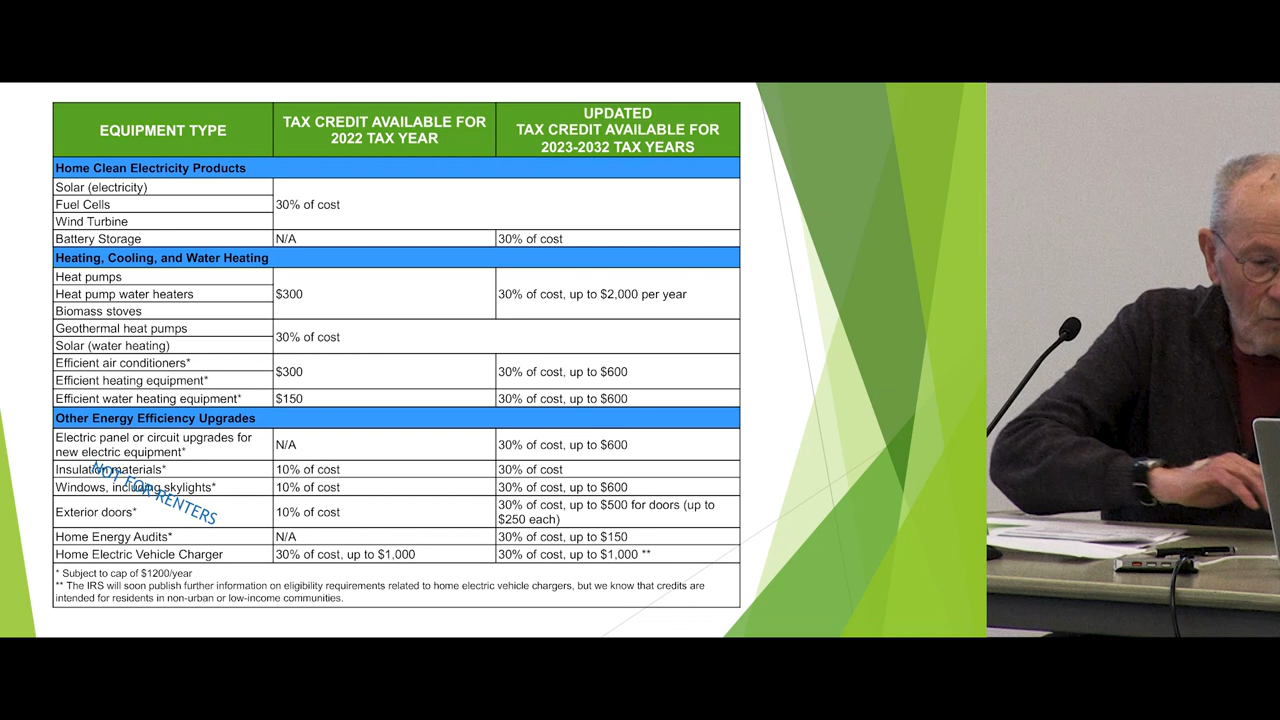 EQUIPMENT TYPE
TAX CREDIT AVAILABLE FOR
2022 TAX YEAR
UPDATED
TAX CREDIT AVAILABLE FOR
2023-2032 TAX YEARS
Home Clean Electricity Products
Solar (electricity)
30% of cost
Fuel Cells
Wind Turbine
Battery Storage
N/A
30% of cost
Heating, Cooling, and Water Heating
Heat pumps
$300
30% of cost, up to $2,000 per year
Heat pump water heaters
Biomass stoves
Geothermal heat pumps
30% of cost
Solar (water heating)
Efficient air conditioners*
$300
30% of cost, up to $600
Efficient heating equipment*
Efficient water heating equipment*
$150
30% of cost, up to $600
Other Energy Efficiency Upgrades
Electric panel or circuit upgrades for
new electric equipment*
N/A
30% of cost, up to $600
Insulation materials*
10% of cost
30% of cost
Windows, including skylights*
10% of cost
30% of cost, up to $600
NOT FOR RENTERS
Exterior doors*
10% of cost
30% of cost, up to $500 for doors (up to
$250 each)
Home Energy Audits*
N/A
30% of cost, up to $150
Home Electric Vehicle Charger
30% of cost, up to $1,000
30% of cost, up to $1,000 **
* Subject to cap of $1200/year
** The IRS will soon publish further information on eligibility requirements related to home electric vehicle chargers, but we know that credits are
intended for residents in non-urban or low-income communities.